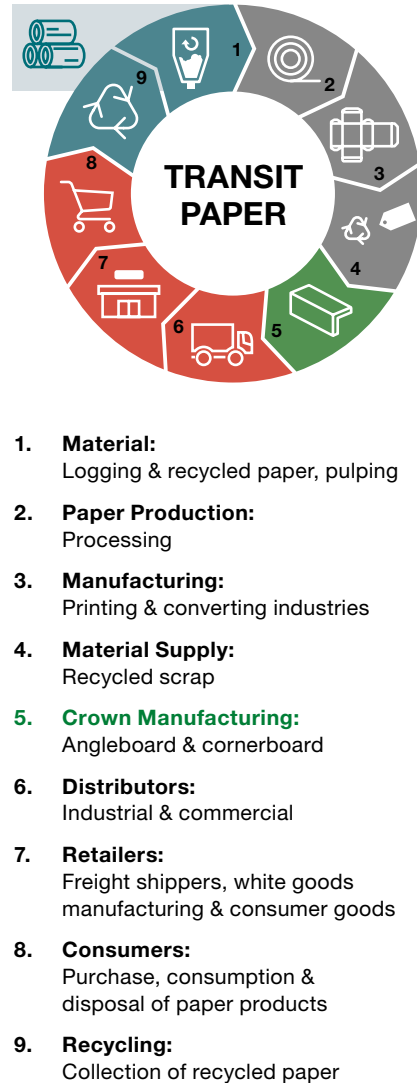 9
1
2
8
TRANSIT
PAPER
3
7
4
6
5
1. Material:
Logging & recycled paper, pulping
2. Paper Production:
Processing
3. Manufacturing:
Printing & converting industries
4. Material Supply:
Recycled scrap
5. Crown Manufacturing:
Angleboard & cornerboard
6. Distributors:
Industrial & commercial
7. Retailers:
Freight shippers, white goods
manufacturing & consumer goods
8. Consumers:
Purchase, consumption &
disposal of paper products
9. Recycling:
Collection of recycled paper